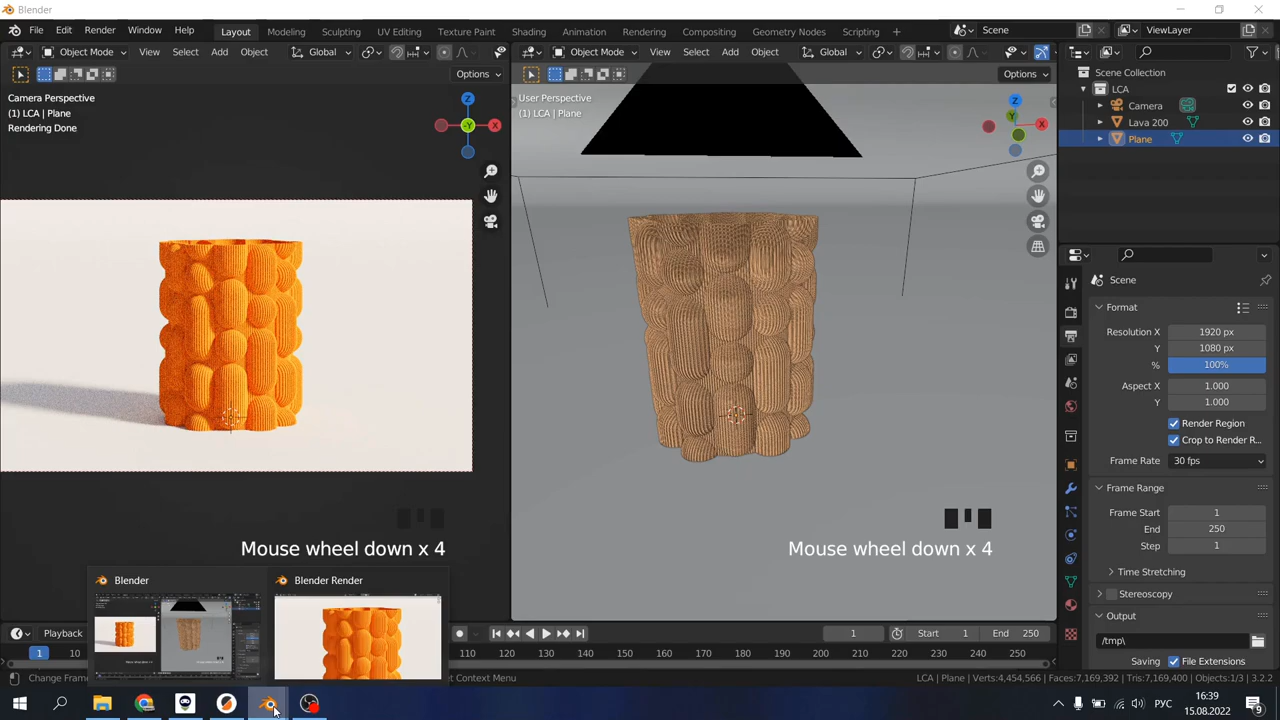 Blender
File Edit Render Window Help Layout Modeling Sculpting UV Editing Texture Paint Shading Animation Rendering Compositing Geometry Nodes Scripting + Scene ViewLayer
Object Mode View Select Add Object Global Object Mode View Select Add Object Global
Options Options
Scene Collection
LCA
Camera
Lava 200
Plane
Camera Perspective
(1) LCA | Plane
Rendering Done
User Perspective
(1) LCA | Plane
Z X -Y
Z Y X
Scene
Format
Resolution X 1920 px
Y 1080 px
% 100%
Aspect X 1.000
Y 1.000
Render Region
Crop to Render R...
Frame Rate 30 fps
Frame Range
Frame Start 1
End 250
Step 1
Time Stretching
Stereoscopy
Output
/tmp\
Saving File Extensions
Mouse wheel down x 4
Mouse wheel down x 4
Blender Blender Render
Playback 1 Start 1 End 250
1 10 110 120 130 140 150 160 170 180 190 200 210 220 230 240 250
Change Frame et Context Menu LCA | Plane | Verts:4,454,566 | Faces:7,169,392 | Tris:7,169,400 | Objects:1/3 | 3.2.2
РУС 16:39
15.08.2022 9